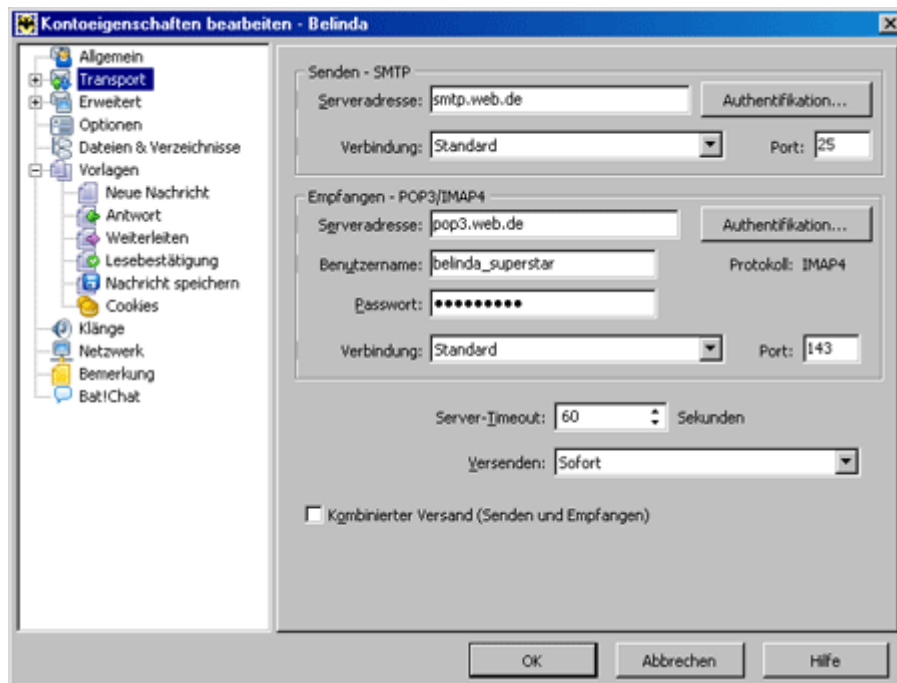 Kontoeigenschaften bearbeiten - Belinda
Allgemein
Transport
Erweitert
Optionen
Dateien & Verzeichnisse
Vorlagen
Neue Nachricht
Antwort
Weiterleiten
Lesebestätigung
Nachricht speichern
Cookies
Klänge
Netzwerk
Bemerkung
Bat!Chat
Senden - SMTP
Serveradresse: smtp.web.de Authentifikation...
Verbindung: Standard Port: 25
Empfangen - POP3/IMAP4
Serveradresse: pop3.web.de Authentifikation...
Benutzername: belinda_superstar Protokoll: IMAP4
Passwort: •••••••••
Verbindung: Standard Port: 143
Server-Timeout: 60 Sekunden
Versenden: Sofort
Kombinierter Versand (Senden und Empfangen)
OK Abbrechen Hilfe